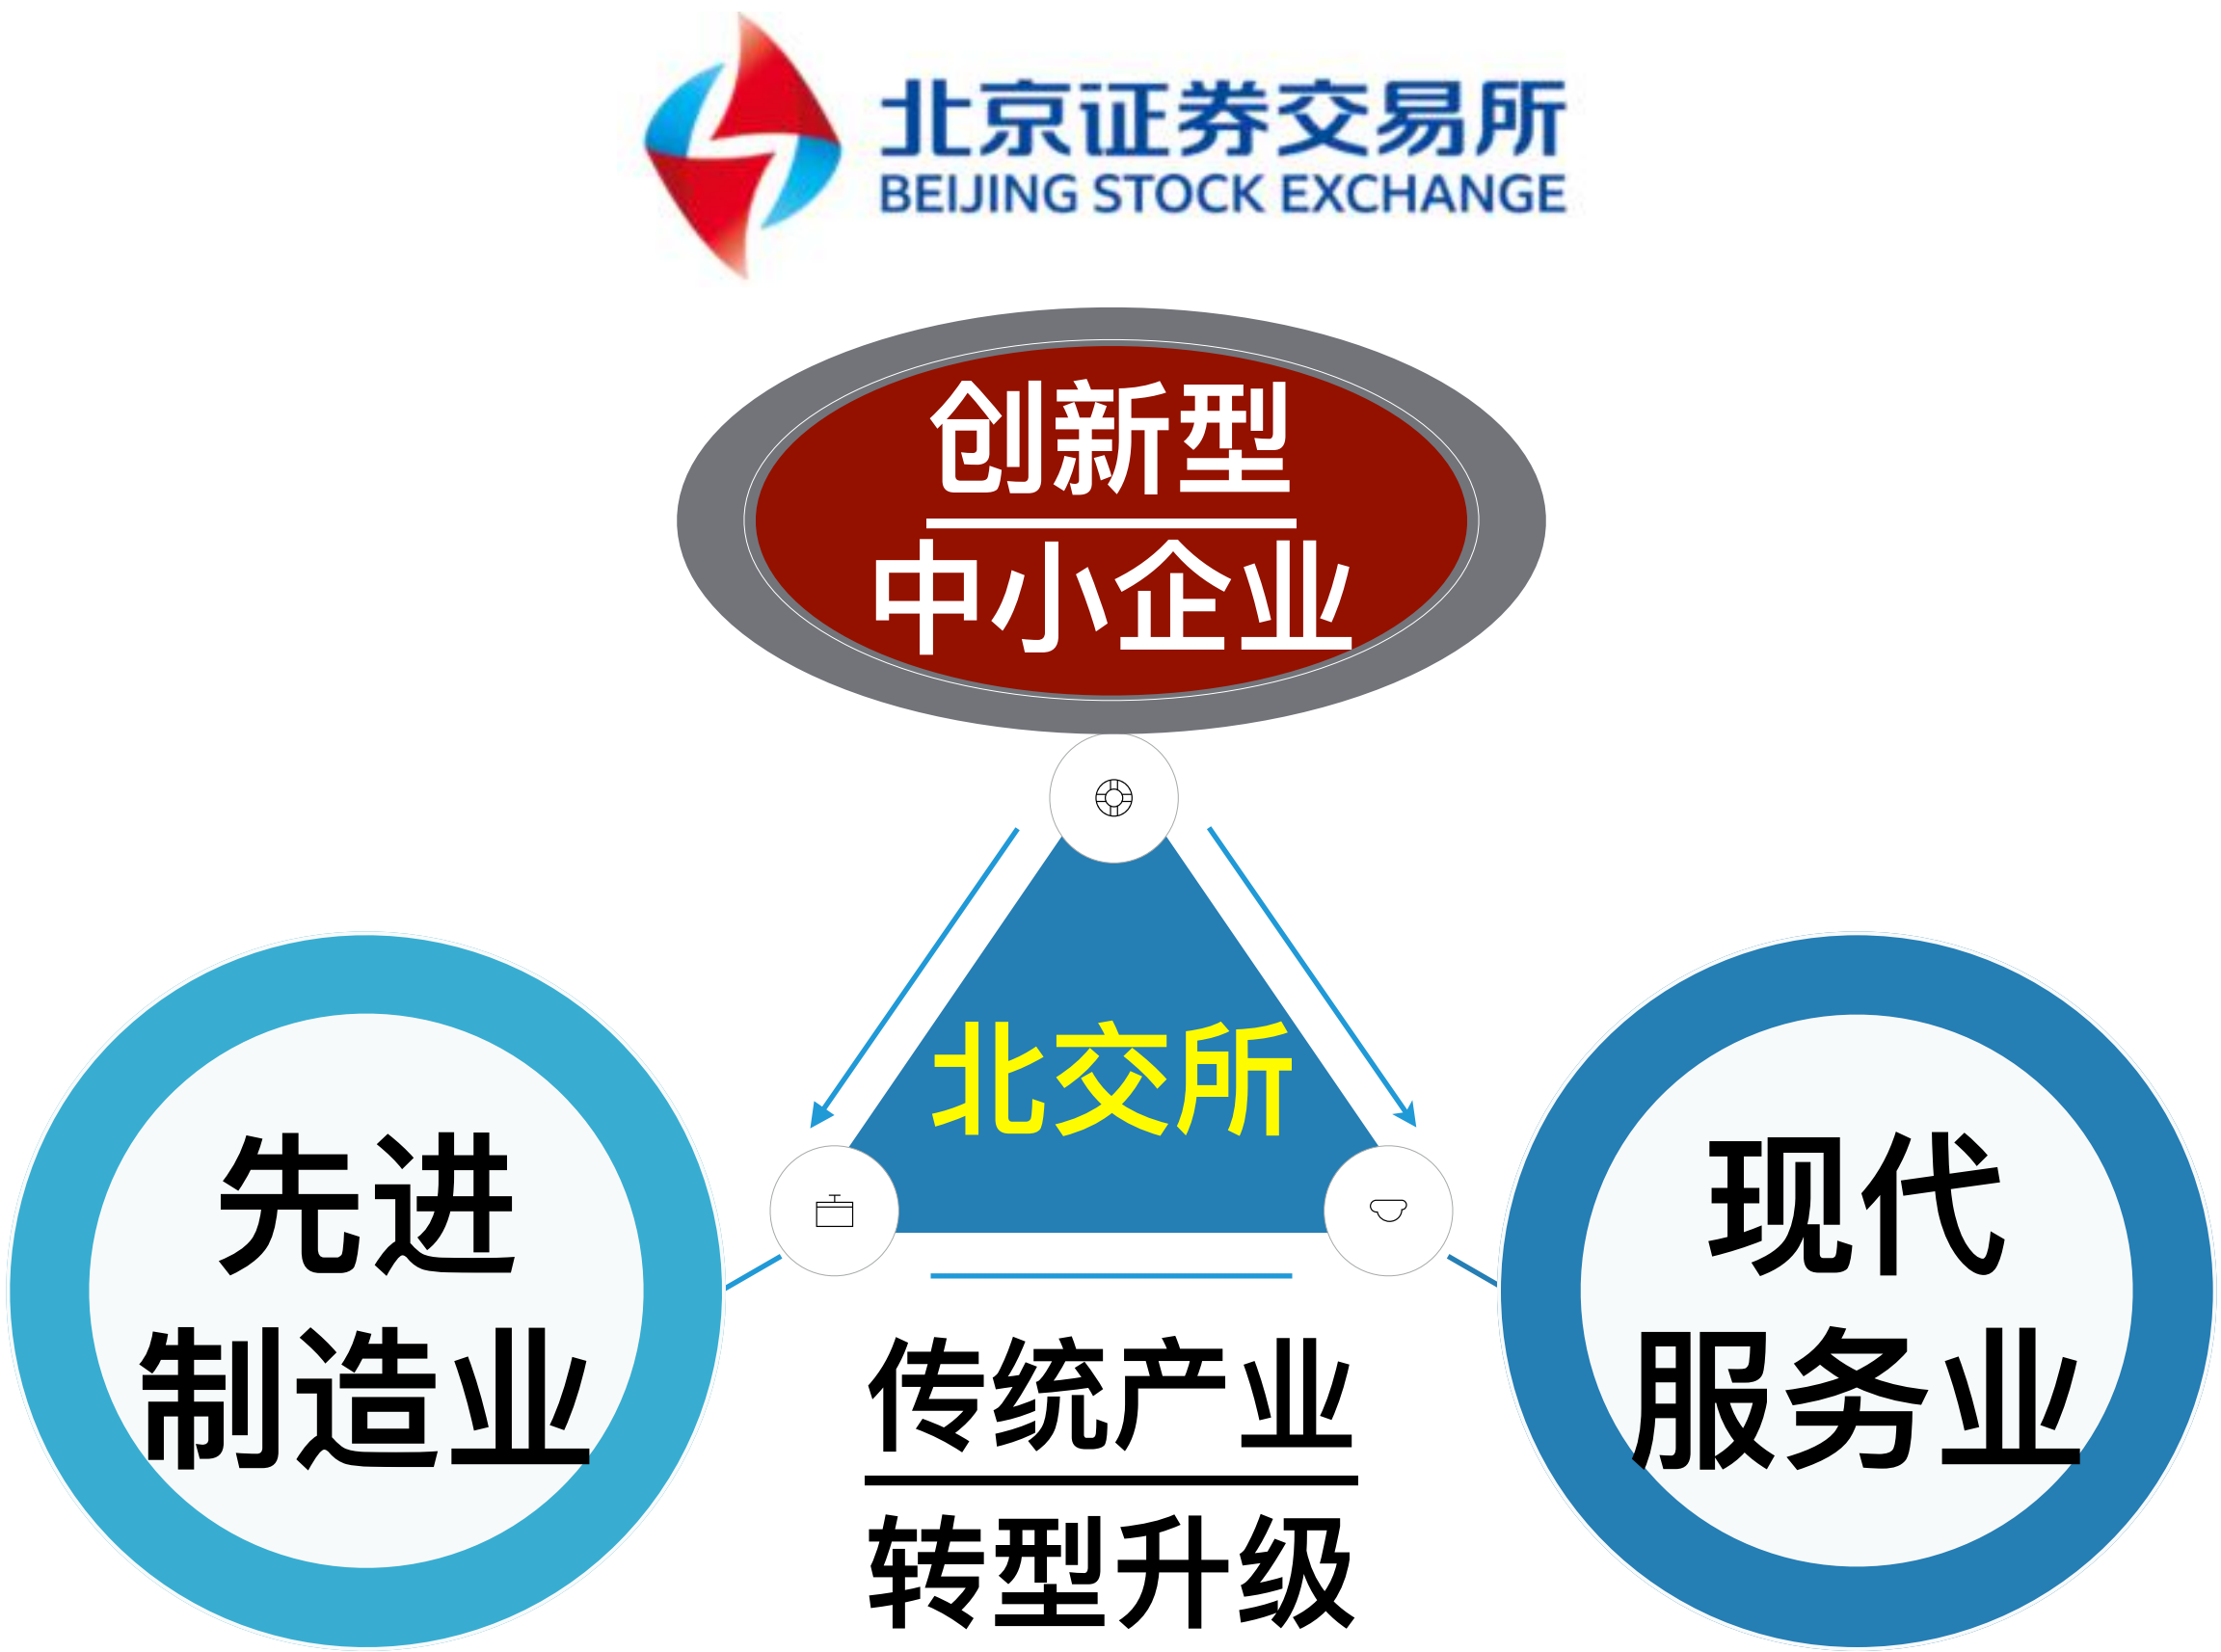 北京证券交易所
BEIJING STOCK EXCHANGE
创新型
中小企业
北交所
先进
制造业
传统产业
转型升级
现代
服务业